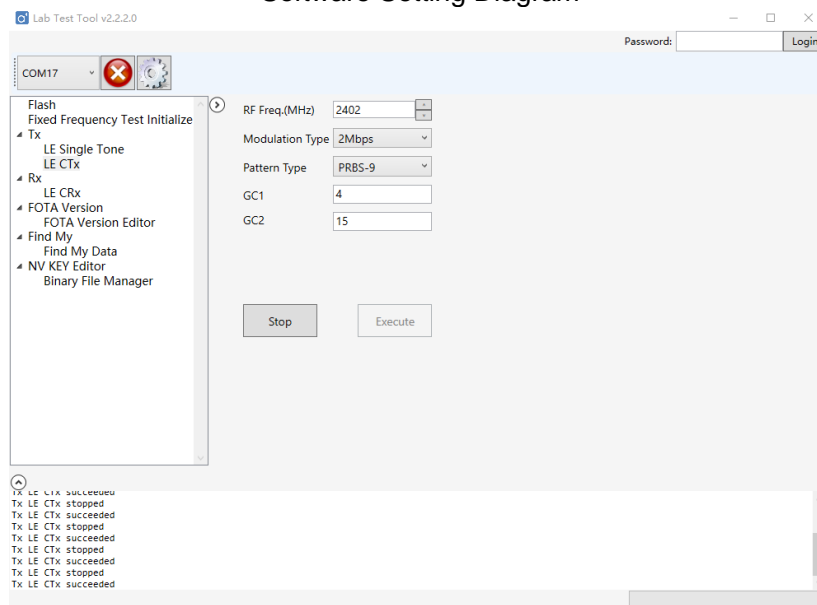 Software Setting Diagram
Lab Test Tool v2.2.2.0
Password:
Login
COM17
Flash
Fixed Frequency Test Initialize
Tx
LE Single Tone
LE CTx
Rx
LE CRx
FOTA Version
FOTA Version Editor
Find My
Find My Data
NV KEY Editor
Binary File Manager
RF Freq.(MHz) 2402
Modulation Type 2Mbps
Pattern Type PRBS-9
GC1 4
GC2 15
Stop Execute
Tx LE CTx succeeded
Tx LE CTx stopped
Tx LE CTx succeeded
Tx LE CTx stopped
Tx LE CTx succeeded
Tx LE CTx stopped
Tx LE CTx succeeded
Tx LE CTx stopped
Tx LE CTx succeeded